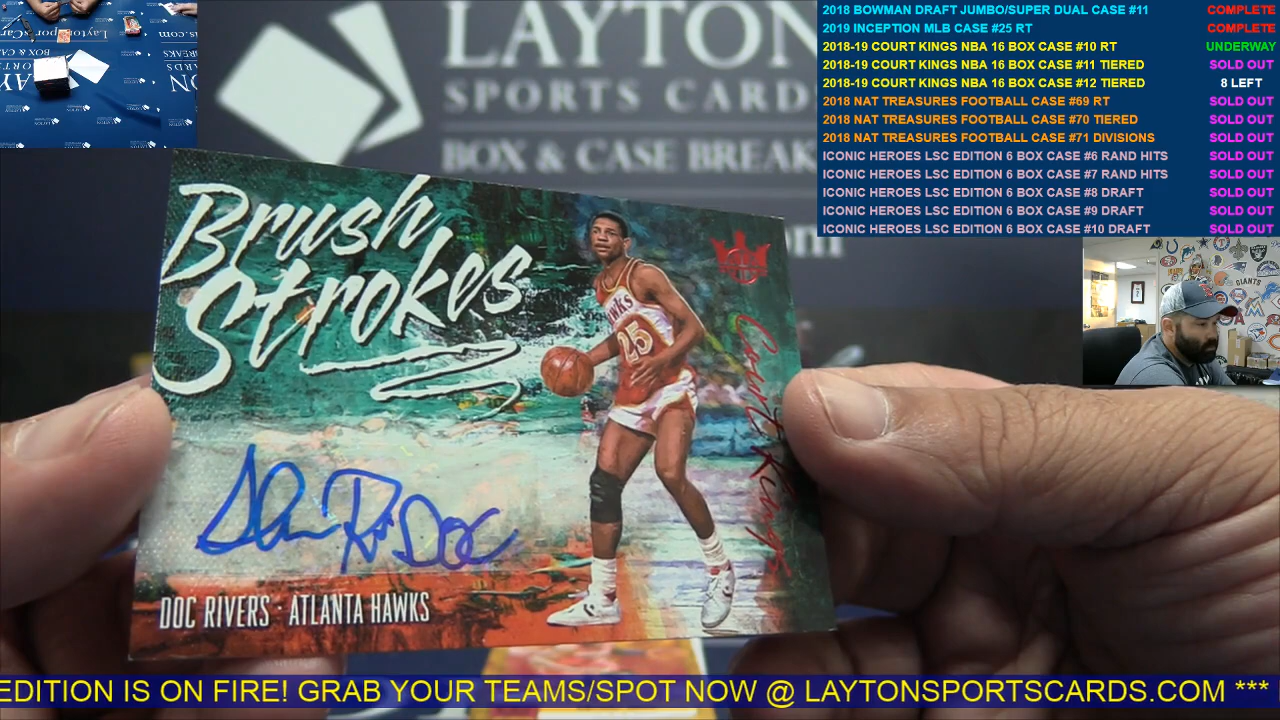 2018 BOWMAN DRAFT JUMBO/SUPER DUAL CASE #11 COMPLETE
2019 INCEPTION MLB CASE #25 RT COMPLETE
2018-19 COURT KINGS NBA 16 BOX CASE #10 RT UNDERWAY
2018-19 COURT KINGS NBA 16 BOX CASE #11 TIERED SOLD OUT
2018-19 COURT KINGS NBA 16 BOX CASE #12 TIERED 8 LEFT
2018 NAT TREASURES FOOTBALL CASE #69 RT SOLD OUT
2018 NAT TREASURES FOOTBALL CASE #70 TIERED SOLD OUT
2018 NAT TREASURES FOOTBALL CASE #71 DIVISIONS SOLD OUT
ICONIC HEROES LSC EDITION 6 BOX CASE #6 RAND HITS SOLD OUT
ICONIC HEROES LSC EDITION 6 BOX CASE #7 RAND HITS SOLD OUT
ICONIC HEROES LSC EDITION 6 BOX CASE #8 DRAFT SOLD OUT
ICONIC HEROES LSC EDITION 6 BOX CASE #9 DRAFT SOLD OUT
ICONIC HEROES LSC EDITION 6 BOX CASE #10 DRAFT SOLD OUT
LAYTON
SPORTS CARDS
BOX & CASE BREAK
Brush
Strokes
Court Kings
HAWKS
25
Doc
DOC RIVERS · ATLANTA HAWKS
GIANTS
EDITION IS ON FIRE! GRAB YOUR TEAMS/SPOT NOW @ LAYTONSPORTSCARDS.COM ***